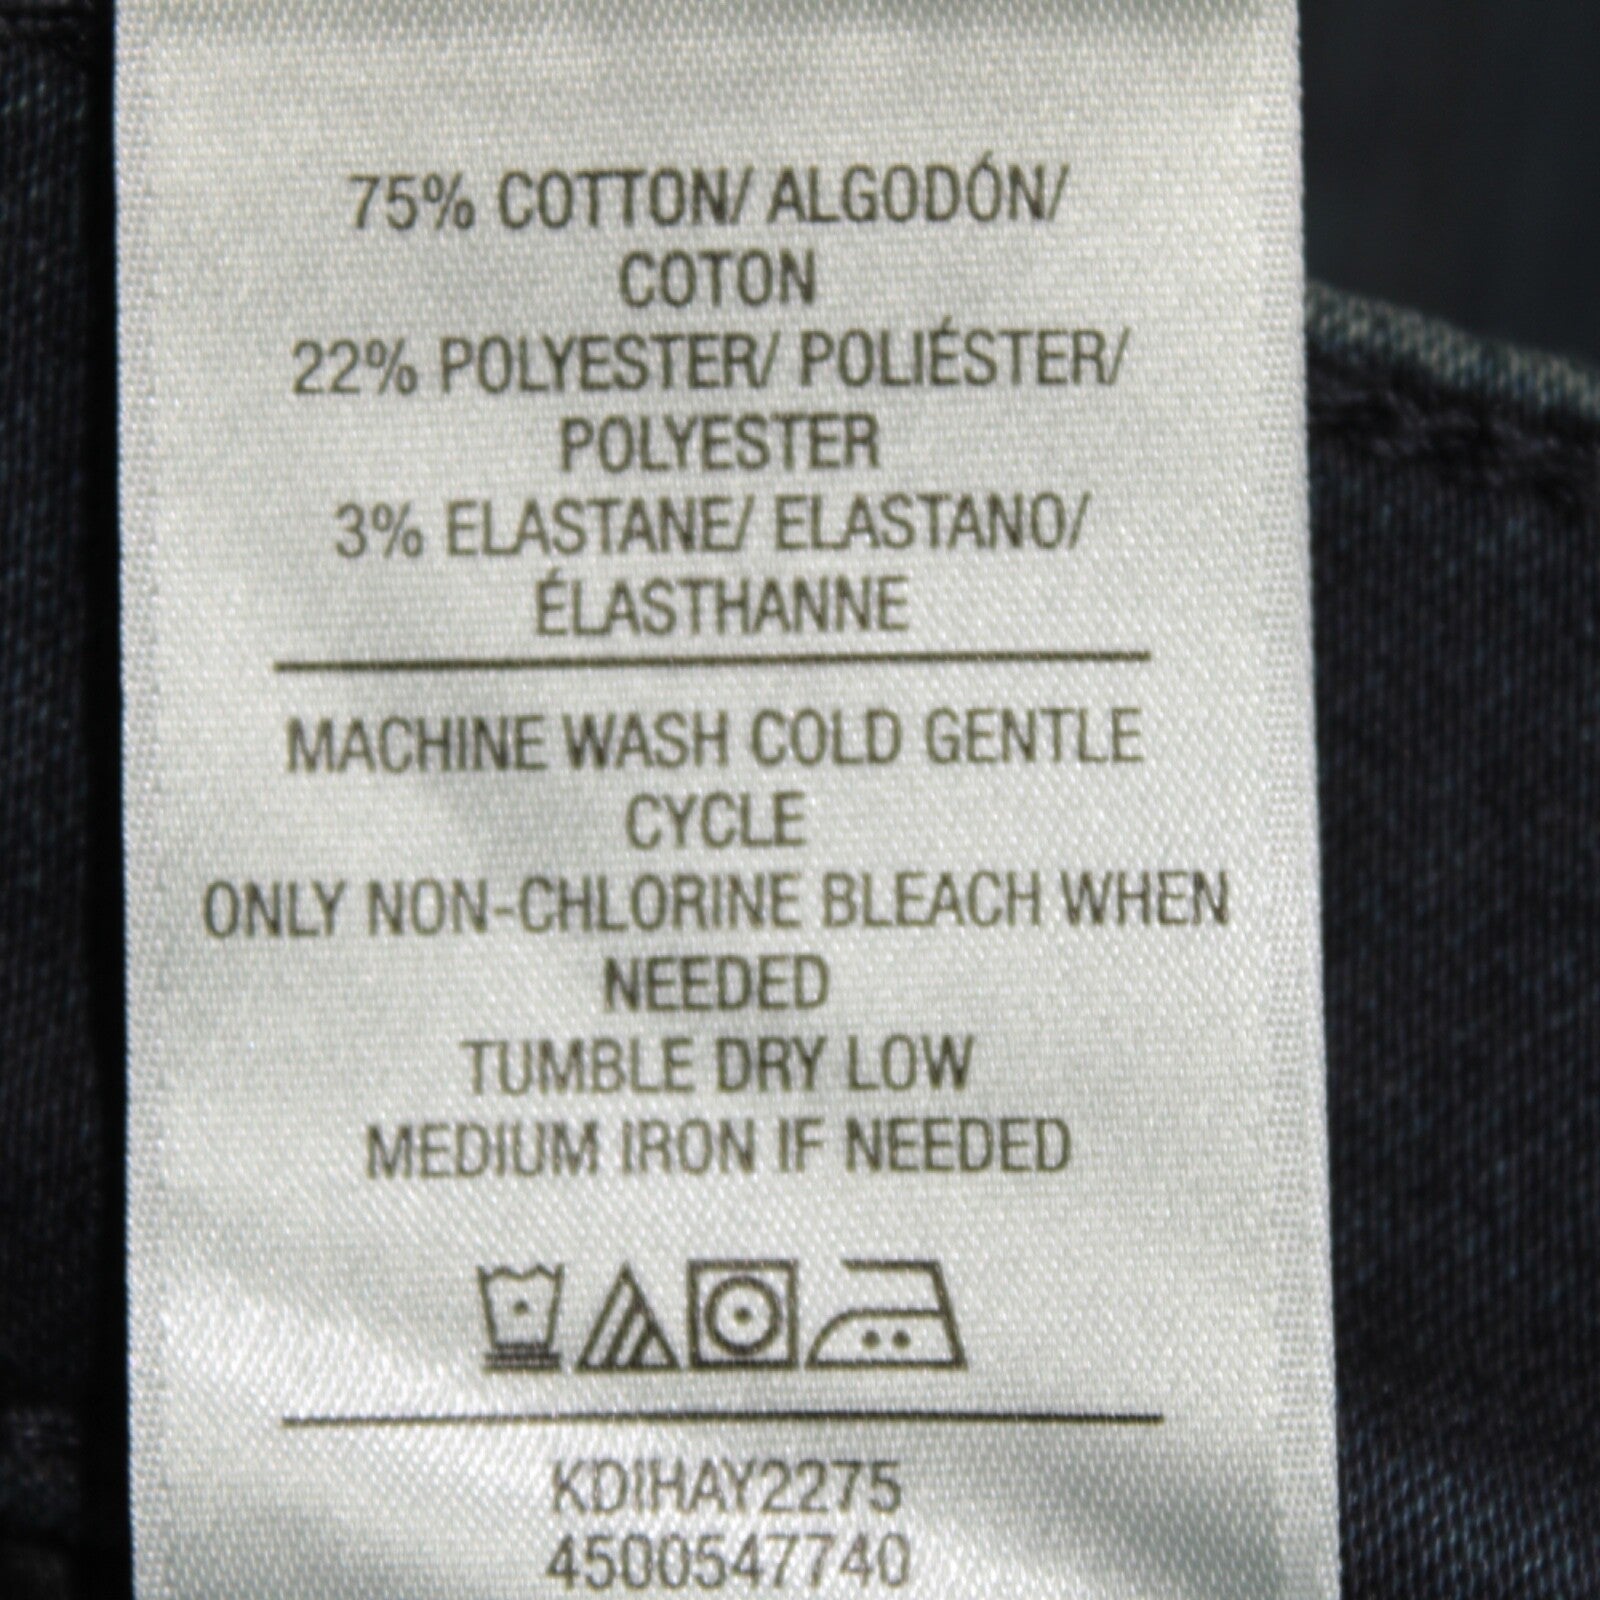 75% COTTON/ ALGODÓN/
COTON
22% POLYESTER/ POLIÉSTER/
POLYESTER
3% ELASTANE/ ELASTANO/
ÉLASTHANNE
MACHINE WASH COLD GENTLE
CYCLE
ONLY NON-CHLORINE BLEACH WHEN
NEEDED
TUMBLE DRY LOW
MEDIUM IRON IF NEEDED
KDIHAY2275
4500547740